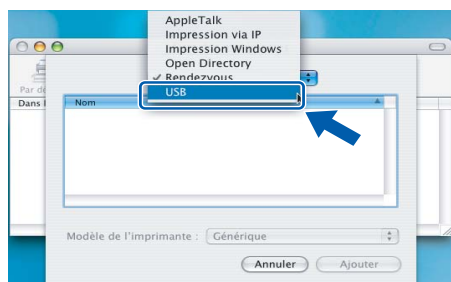 AppleTalk
Impression via IP
Impression Windows
Open Directory
✓ Rendezvous
USB
Par dé
Dans l
Nom
Modèle de l'imprimante : Générique
Annuler Ajouter